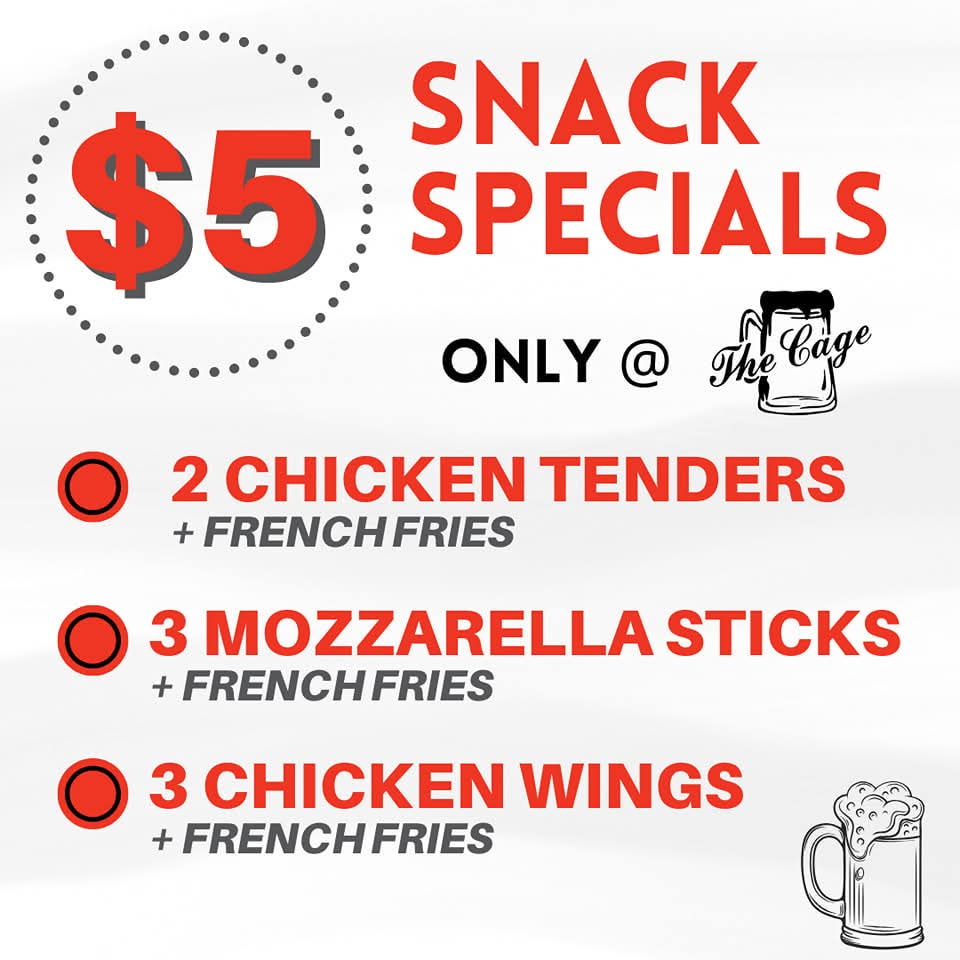 $5
SNACK
SPECIALS
ONLY @
The Cage
2 CHICKEN TENDERS
+ FRENCH FRIES
3 MOZZARELLA STICKS
+ FRENCH FRIES
3 CHICKEN WINGS
+ FRENCH FRIES